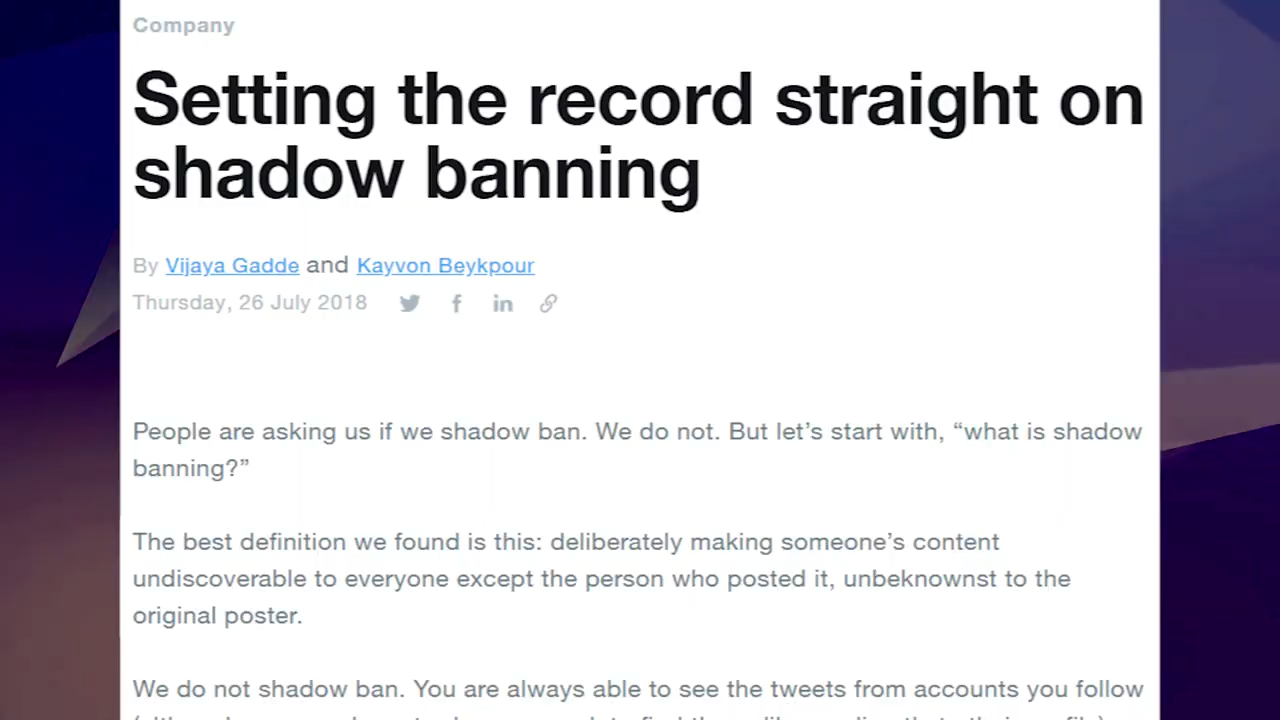 Company
Setting the record straight on
shadow banning
By Vijaya Gadde and Kayvon Beykpour
Thursday, 26 July 2018
People are asking us if we shadow ban. We do not. But let’s start with, “what is shadow
banning?”
The best definition we found is this: deliberately making someone’s content
undiscoverable to everyone except the person who posted it, unbeknownst to the
original poster.
We do not shadow ban. You are always able to see the tweets from accounts you follow